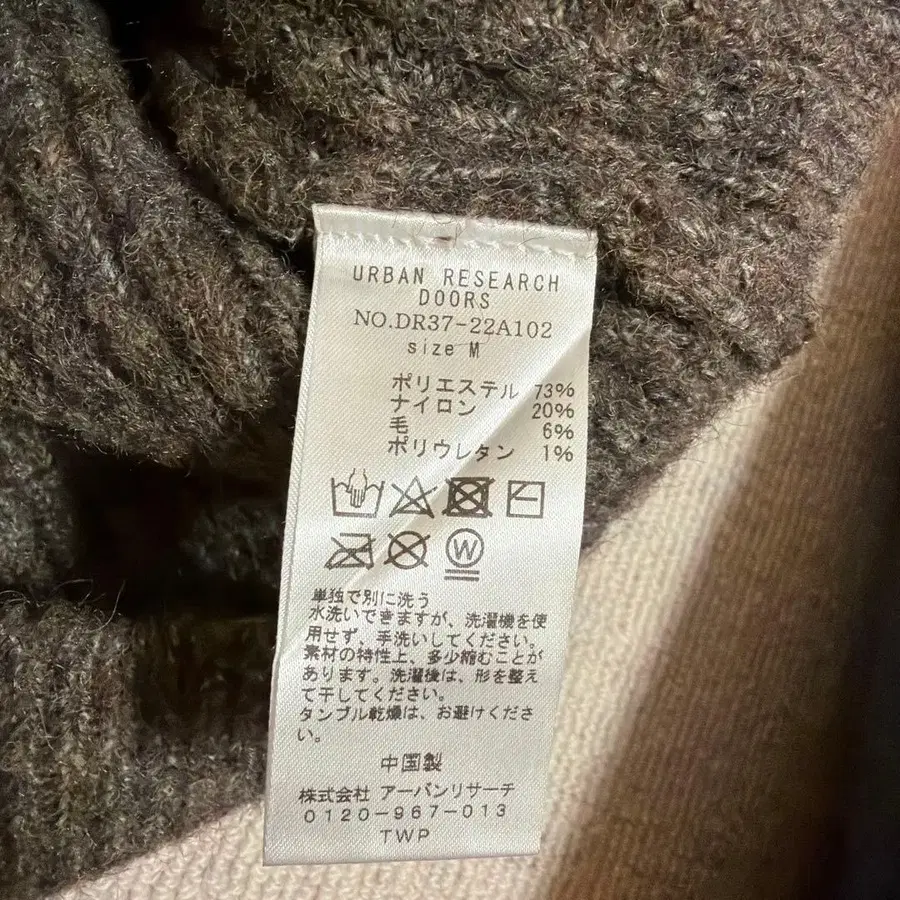 URBAN RESEARCH
DOORS
NO.DR37-22A102
size M
ポリエステル 73%
ナイロン 20%
毛 6%
ポリウレタン 1%
W
単独で別に洗う
水洗いできますが、洗濯機を使
用せず、手洗いしてください。
素材の特性上、多少縮むことが
あります。洗濯後は、形を整え
て干してください。
タンブル乾燥は、お避けくださ
い。
中国製
株式会社 アーバンリサーチ
0120-967-013
TWP